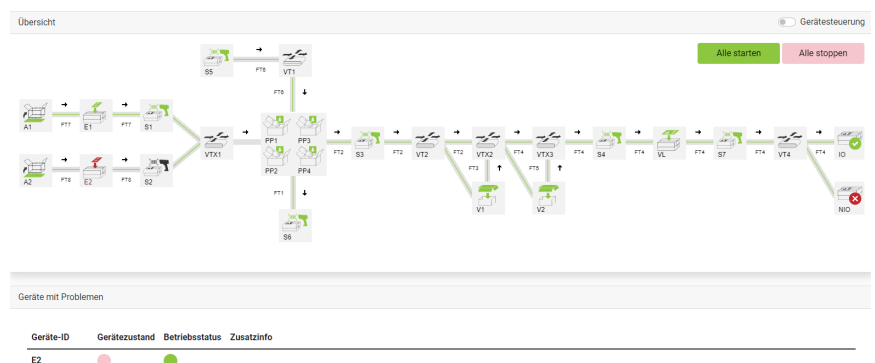 Übersicht
Gerätesteuerung
Alle starten
Alle stoppen
S5
FT6
VT1
FT6
A1
FT7
E1
FT7
S1
VTX1
PP1
PP3
PP2
PP4
FT2
S3
FT2
VT2
FT2
VTX2
FT2
VTX3
FT4
S4
FT4
VL
FT4
S7
FT4
VT4
FT4
IO
A2
FT8
E2
FT8
S2
FT3
FT5
FT1
V1
V2
NIO
S6
Geräte mit Problemen
Geräte-ID Gerätezustand Betriebsstatus Zusatzinfo
E2